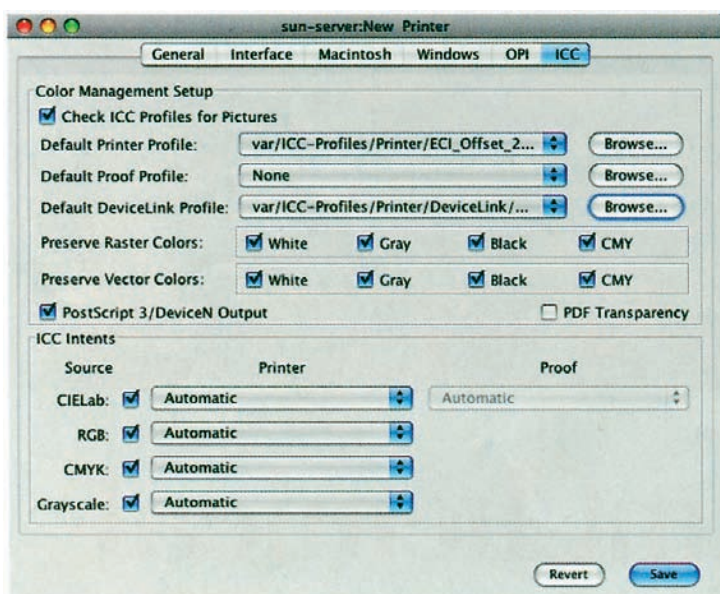 sun-server:New Printer
General Interface Macintosh Windows OPI ICC
Color Management Setup
Check ICC Profiles for Pictures
Default Printer Profile: var/ICC-Profiles/Printer/ECI_Offset_2... Browse...
Default Proof Profile: None Browse...
Default DeviceLink Profile: var/ICC-Profiles/Printer/DeviceLink/... Browse...
Preserve Raster Colors: White Gray Black CMY
Preserve Vector Colors: White Gray Black CMY
PostScript 3/DeviceN Output PDF Transparency
ICC Intents
Source Printer Proof
CIELab: Automatic Automatic
RGB: Automatic
CMYK: Automatic
Grayscale: Automatic
Revert Save